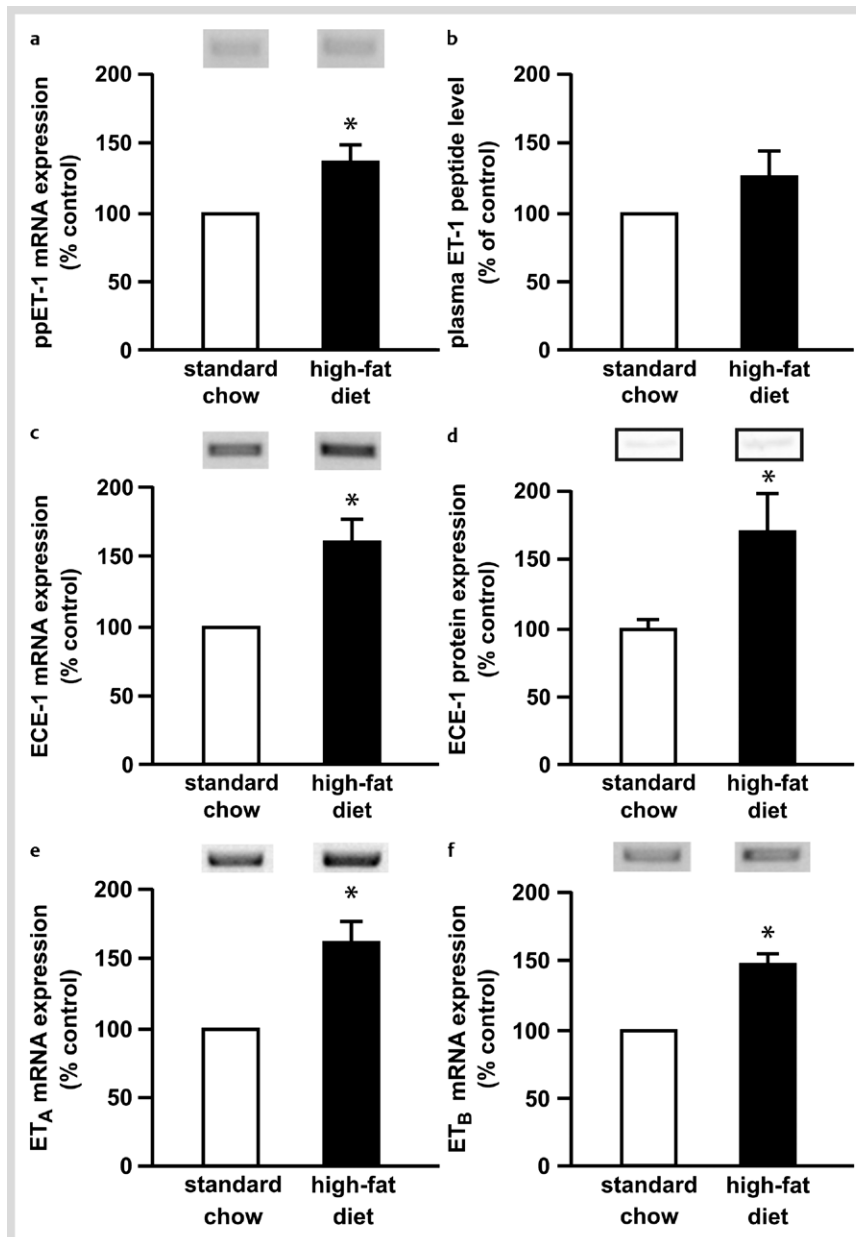 a
ppET-1 mRNA expression
(% control)
200
150
100
50
0
*
standard
chow
high-fat
diet
b
plasma ET-1 peptide level
(% of control)
200
150
100
50
0
standard
chow
high-fat
diet
c
ECE-1 mRNA expression
(% control)
200
150
100
50
0
*
standard
chow
high-fat
diet
d
ECE-1 protein expression
(% control)
200
150
100
50
0
*
standard
chow
high-fat
diet
e
ETA mRNA expression
(% control)
200
150
100
50
0
*
standard
chow
high-fat
diet
f
ETB mRNA expression
(% control)
200
150
100
50
0
*
standard
chow
high-fat
diet